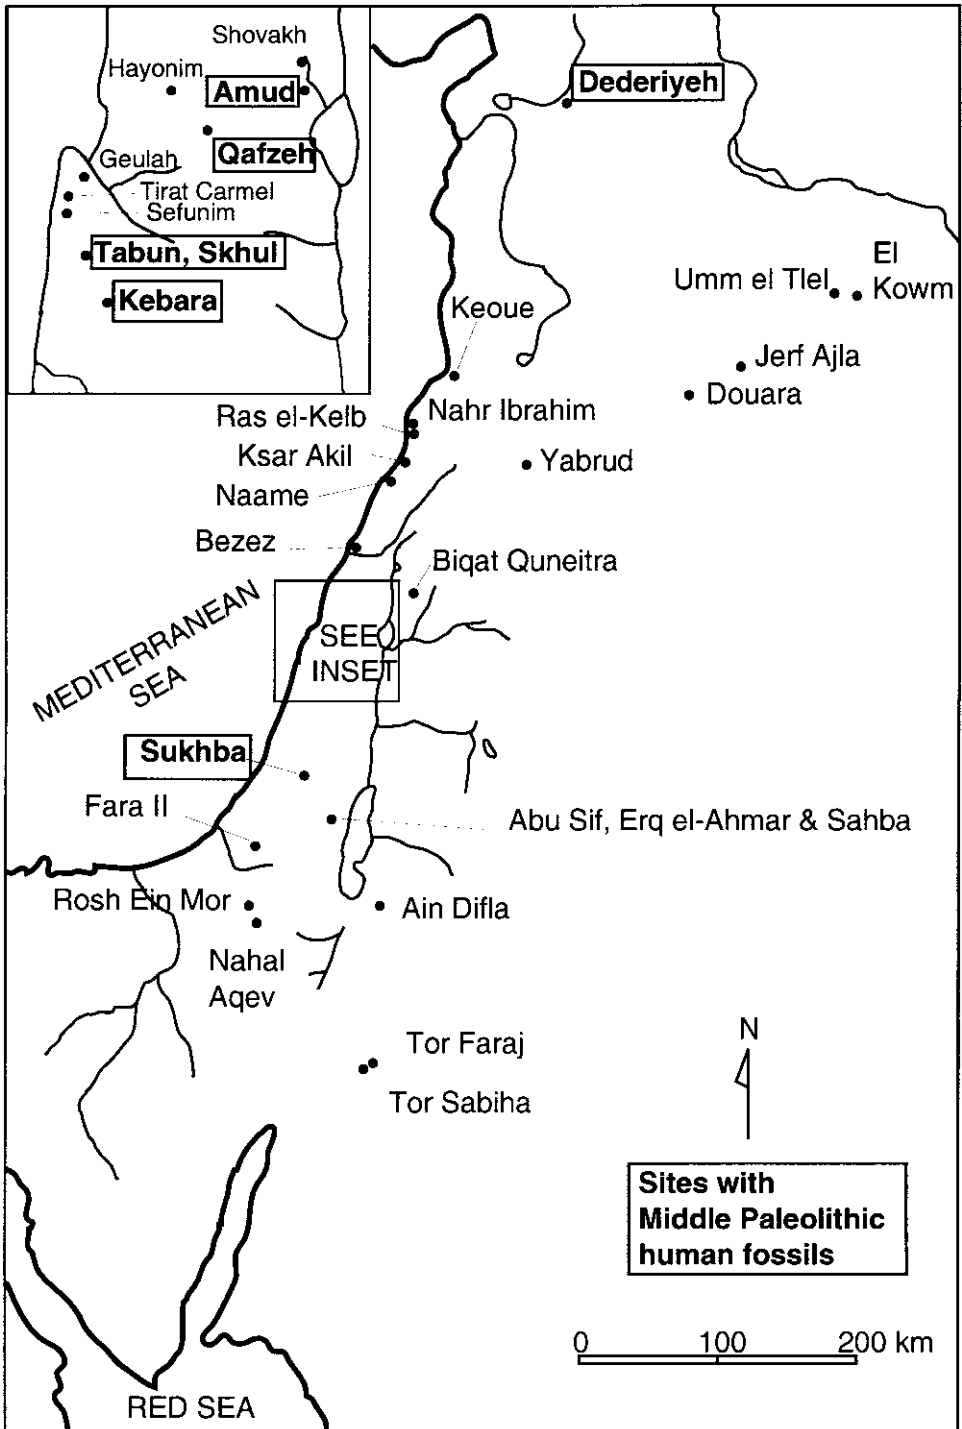 Shovakh
Hayonim
Amud
Qafzeh
Geulah
Tirat Carmel
Sefunim
Tabun, Skhul
Kebara
Dederiyeh
El
Kowm
Umm el Tlel
Keoue
Jerf Ajla
Douara
Nahr Ibrahim
Ras el-Kelb
Ksar Akil
Yabrud
Naame
Bezez
Biqat Quneitra
MEDITERRANEAN
SEA
SEE
INSET
Sukhba
Fara II
Abu Sif, Erq el-Ahmar & Sahba
Rosh Ein Mor
Ain Difla
Nahal
Aqev
Tor Faraj
Tor Sabiha
N
Sites with
Middle Paleolithic
human fossils
0 100 200 km
RED SEA